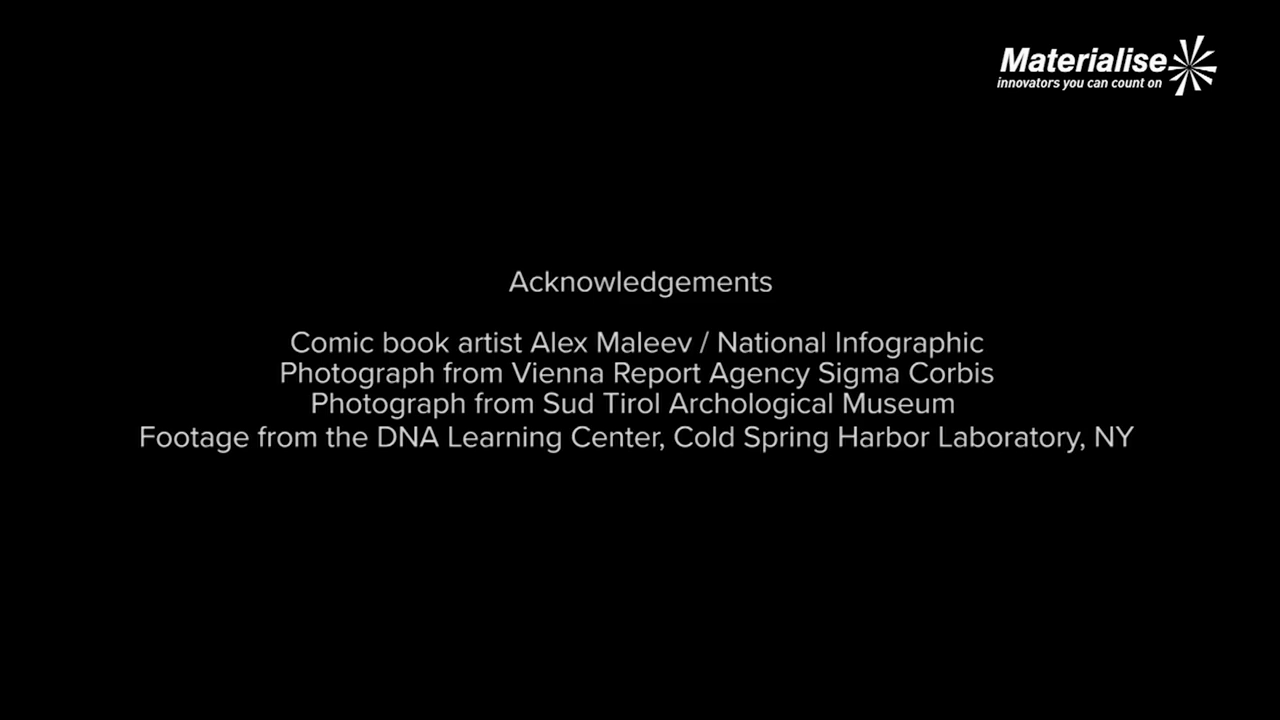 Materialise
innovators you can count on
Acknowledgements
Comic book artist Alex Maleev / National Infographic
Photograph from Vienna Report Agency Sigma Corbis
Photograph from Sud Tirol Archological Museum
Footage from the DNA Learning Center, Cold Spring Harbor Laboratory, NY